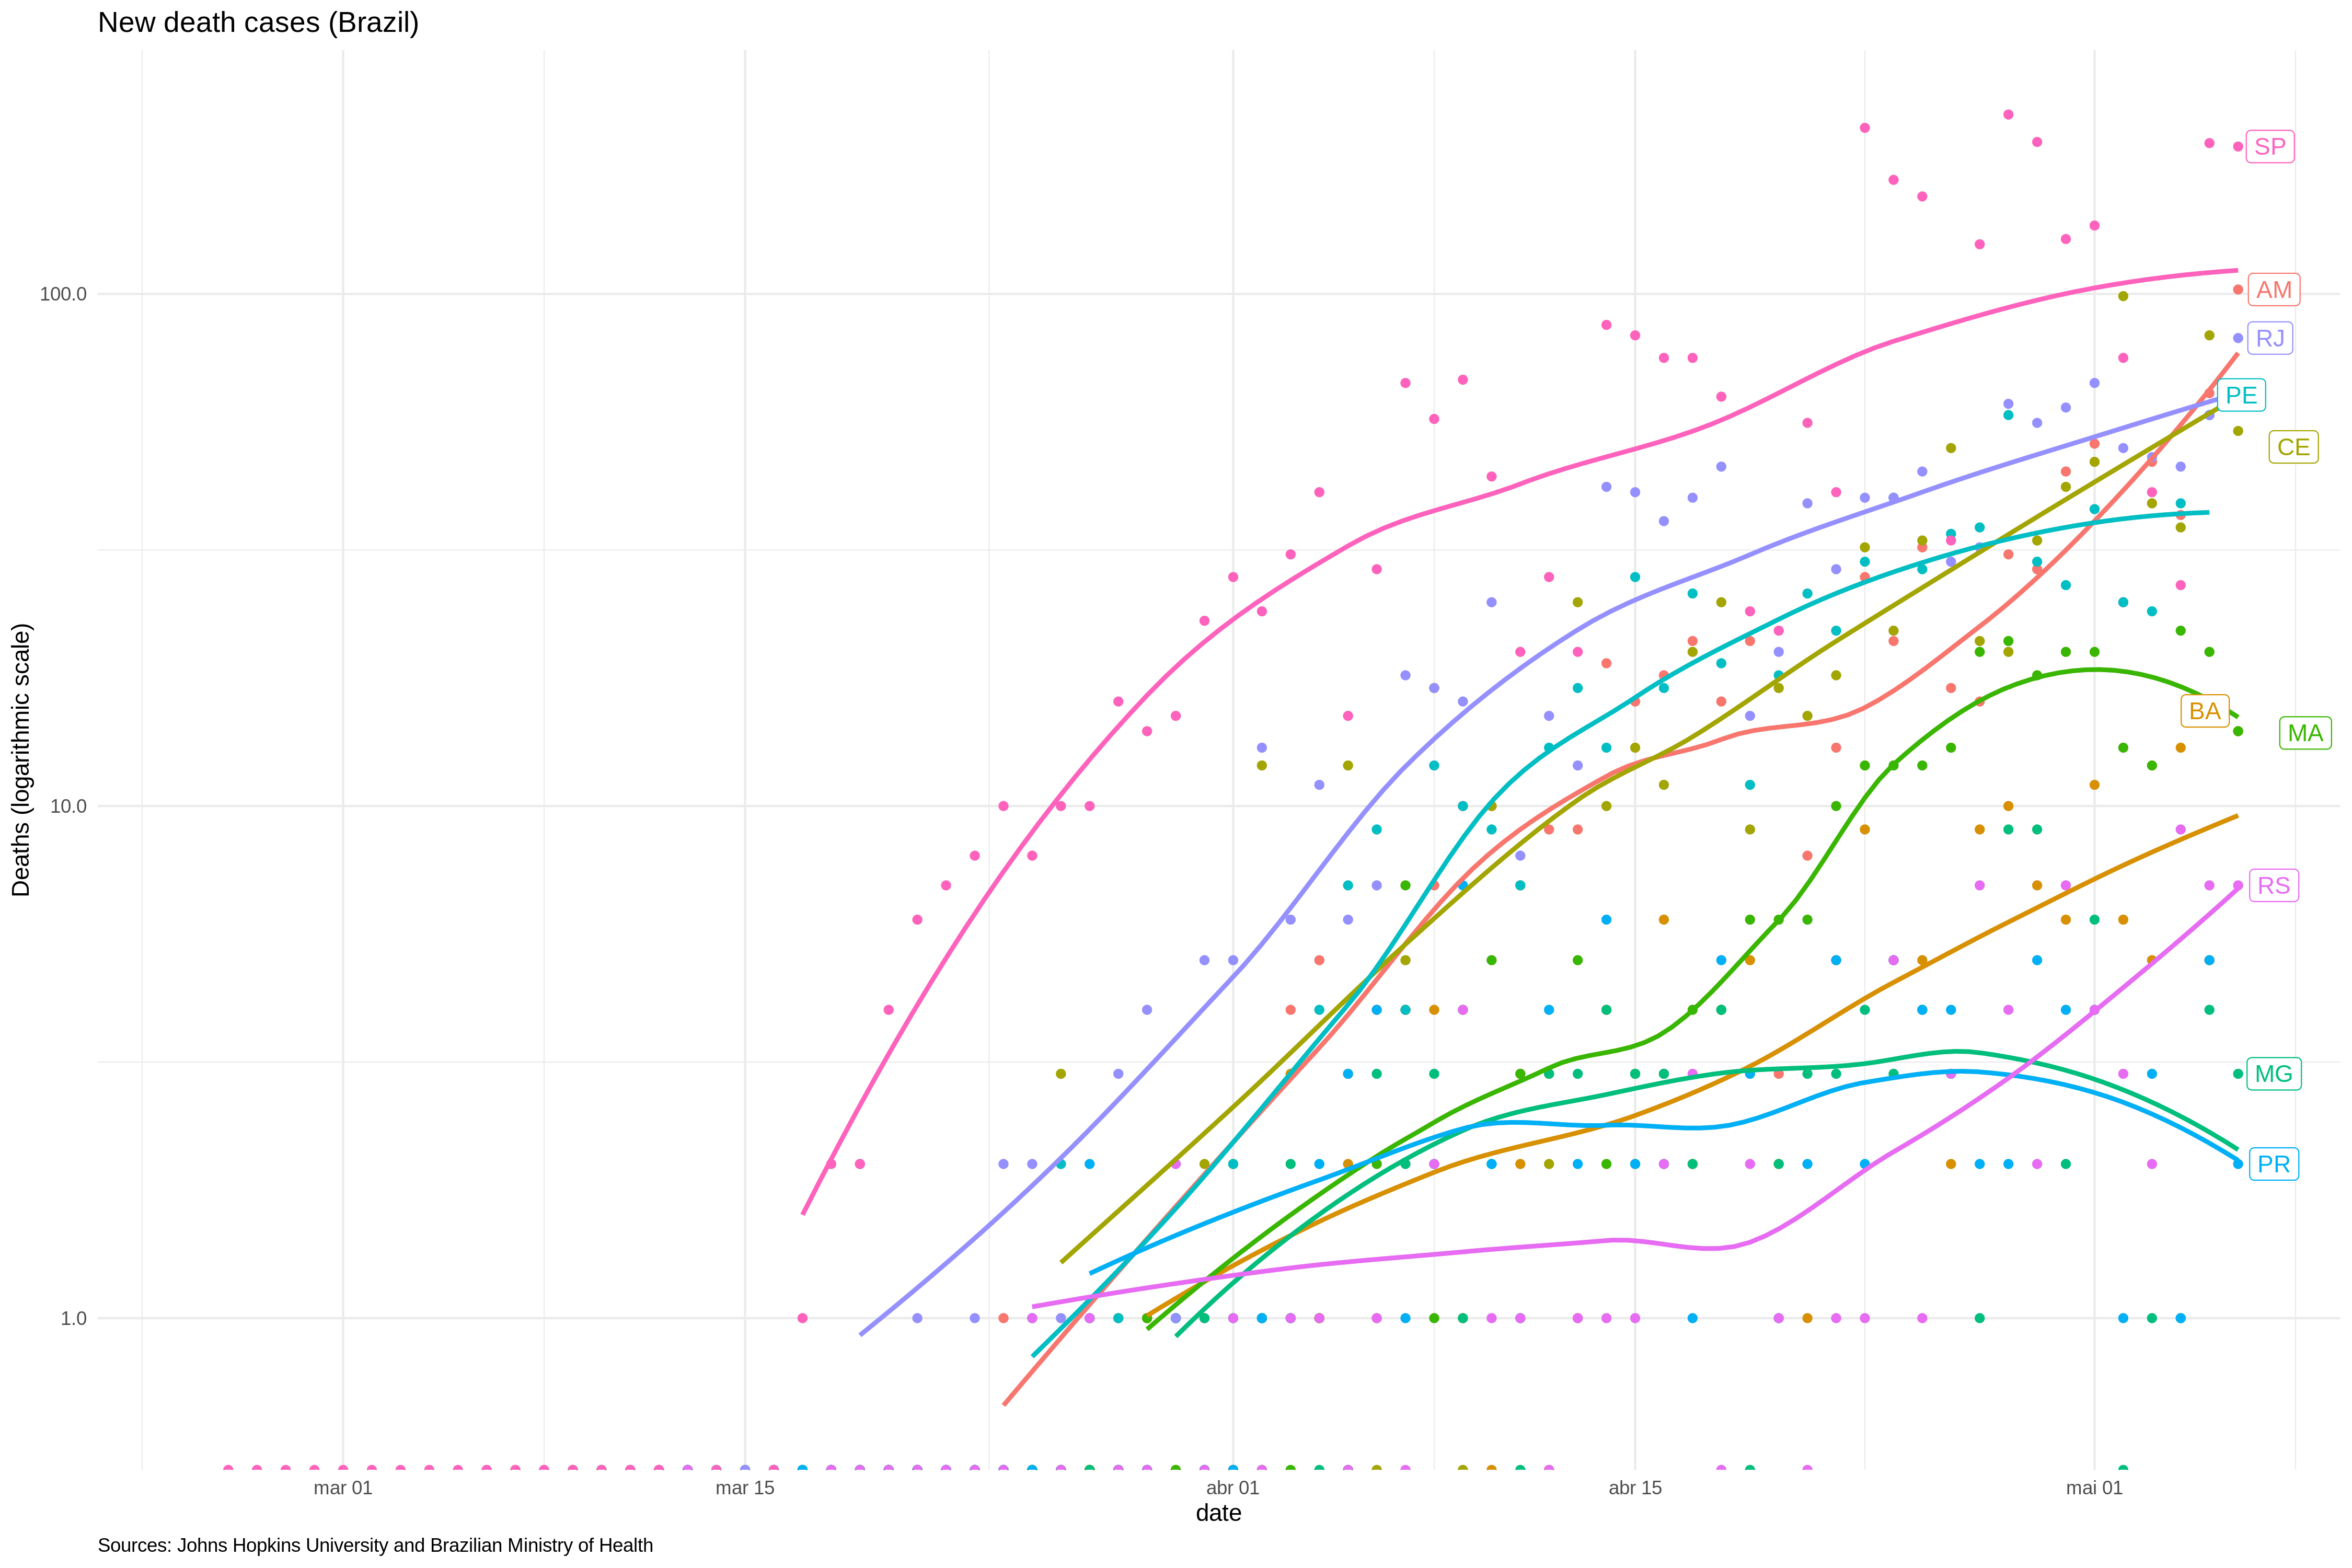 New death cases (Brazil)
Deaths (logarithmic scale)
100.0
10.0
1.0
SP
AM
RJ
PE
CE
BA
MA
RS
MG
PR
mar 01
mar 15
abr 01
abr 15
mai 01
date
Sources: Johns Hopkins University and Brazilian Ministry of Health